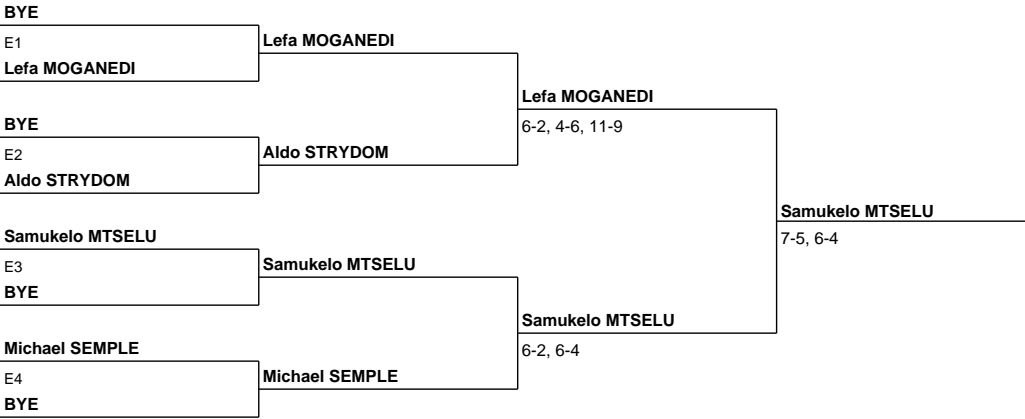 BYE
E1
Lefa MOGANEDI
Lefa MOGANEDI
BYE
E2
Aldo STRYDOM
Aldo STRYDOM
Lefa MOGANEDI
6-2, 4-6, 11-9
Samukelo MTSELU
E3
BYE
Samukelo MTSELU
Michael SEMPLE
E4
BYE
Michael SEMPLE
Samukelo MTSELU
6-2, 6-4
Samukelo MTSELU
7-5, 6-4